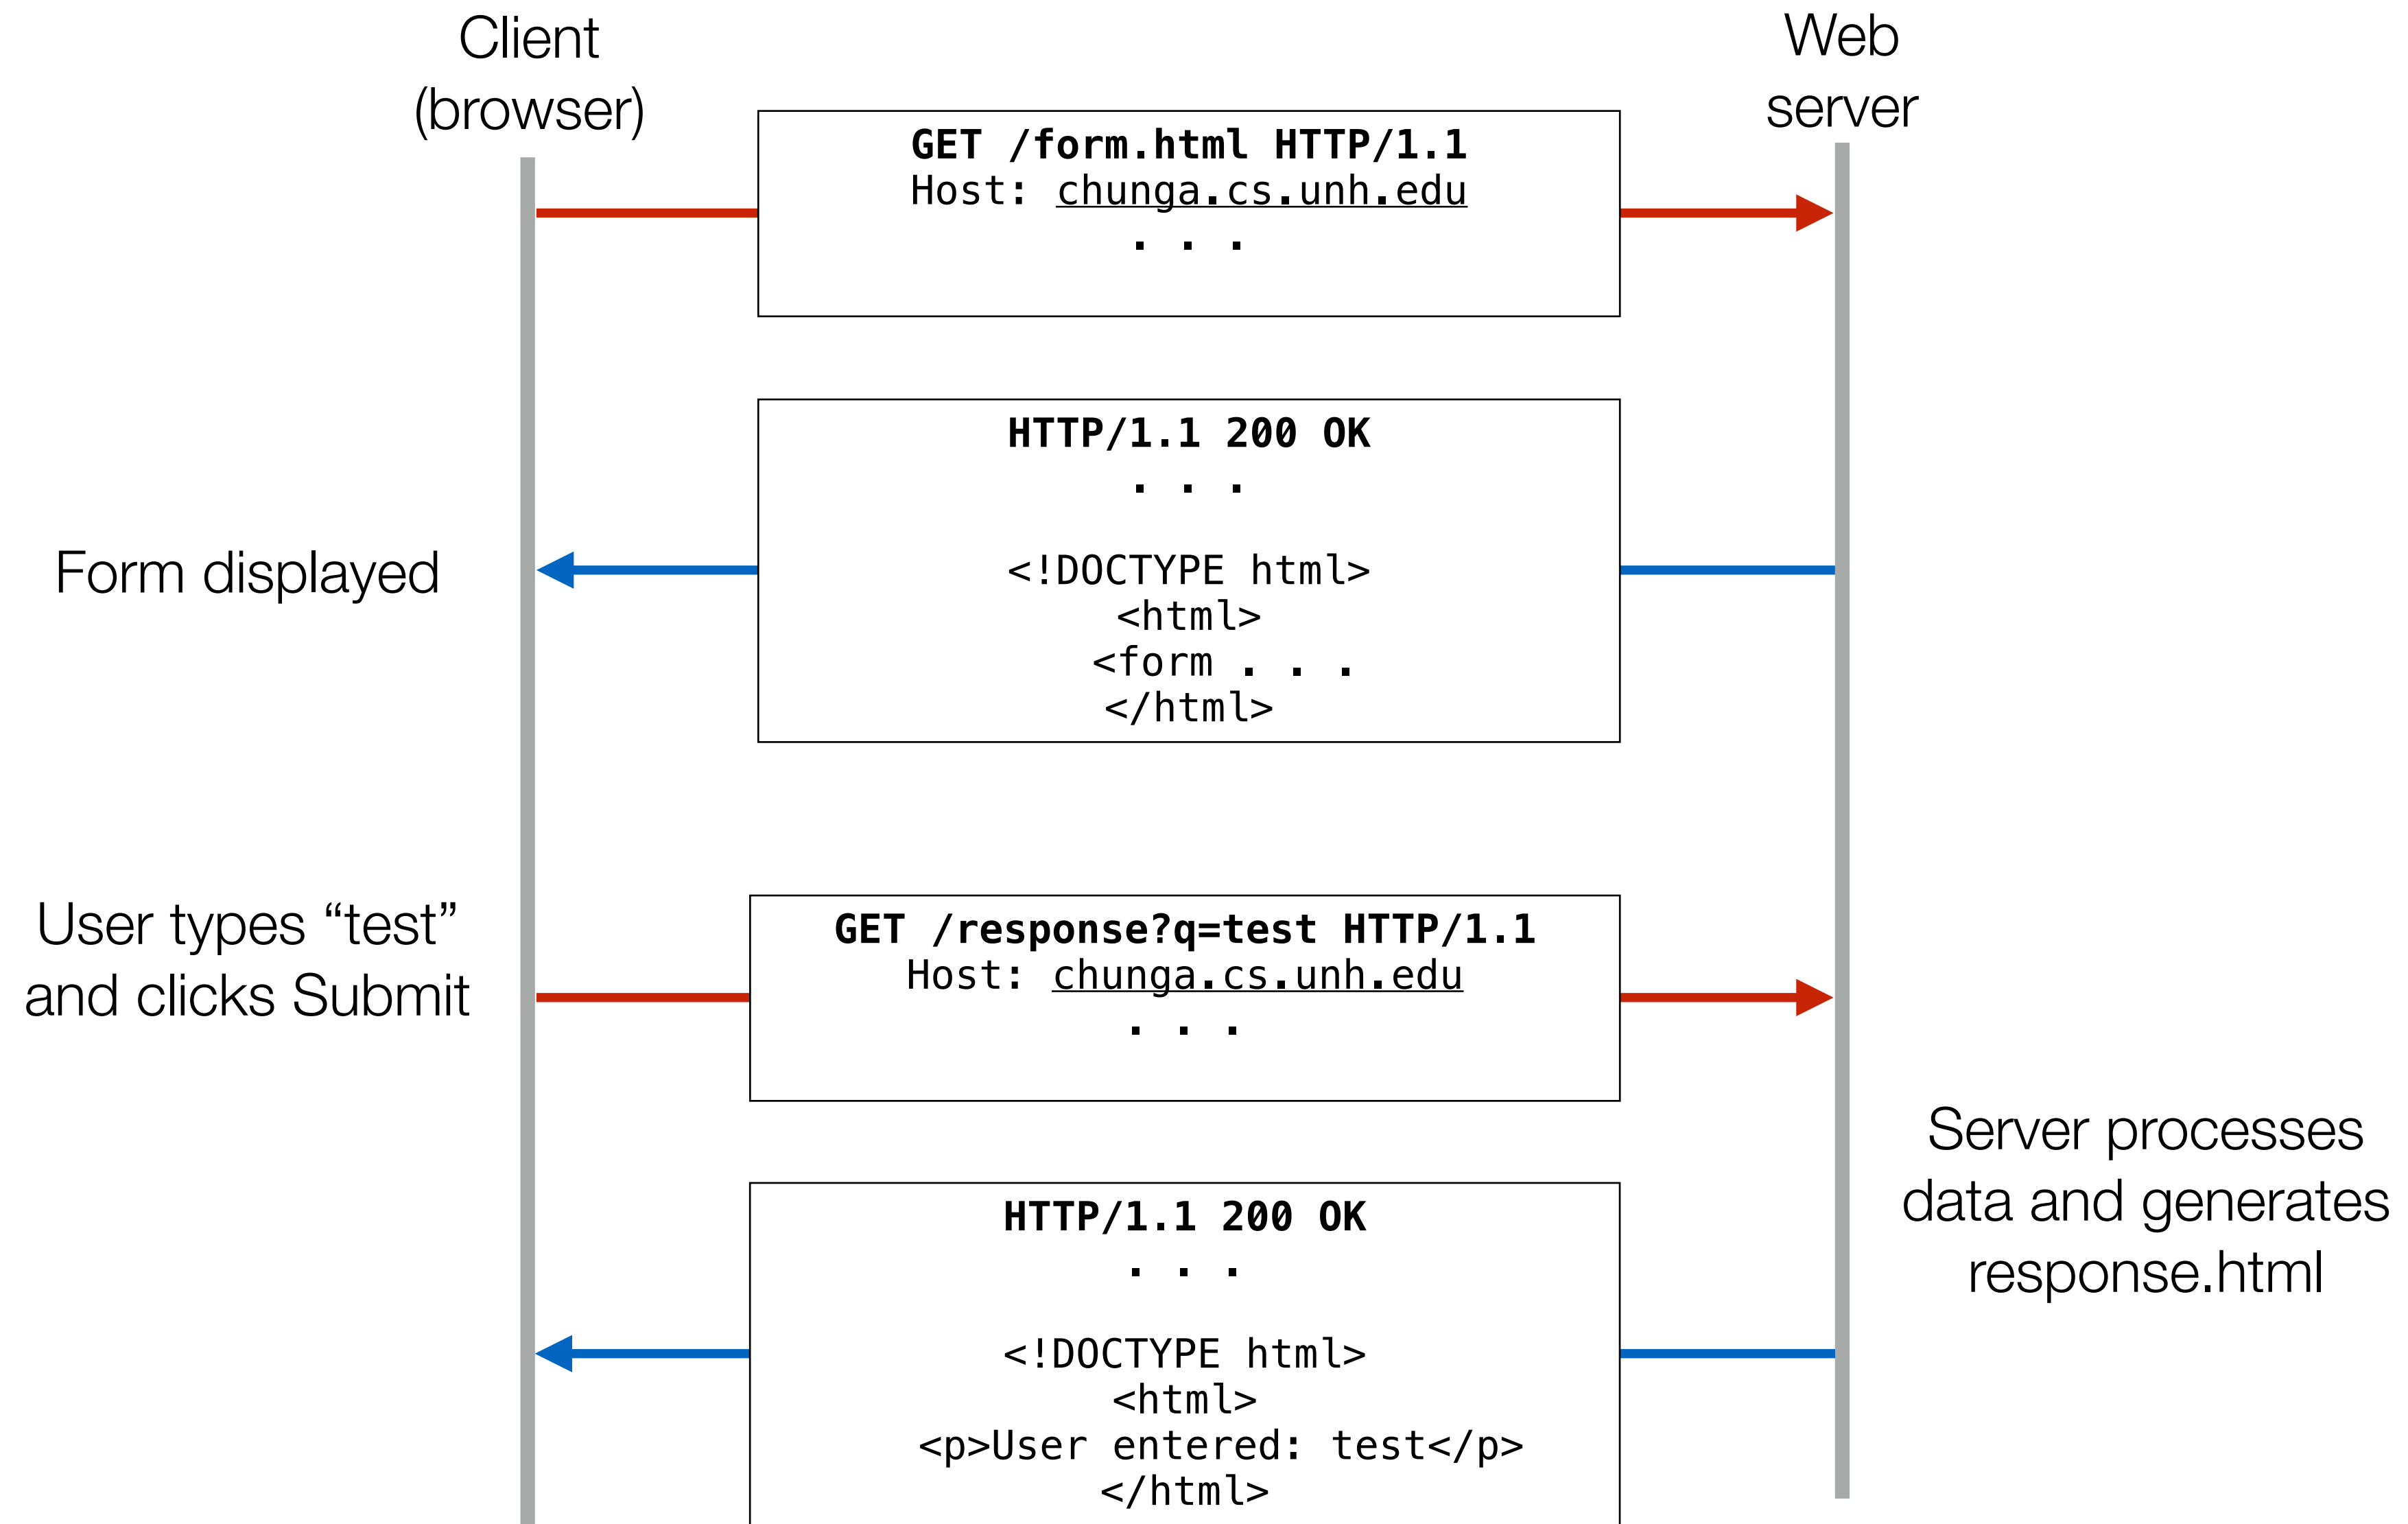 Client
(browser)
Web
server
GET /form.html HTTP/1.1
Host: chunga.cs.unh.edu
. . .
HTTP/1.1 200 OK
. . .
<!DOCTYPE html>
<html>
<form . . .
</html>
Form displayed
User types “test”
and clicks Submit
GET /response?q=test HTTP/1.1
Host: chunga.cs.unh.edu
. . .
Server processes
data and generates
response.html
HTTP/1.1 200 OK
. . .
<!DOCTYPE html>
<html>
<p>User entered: test</p>
</html>